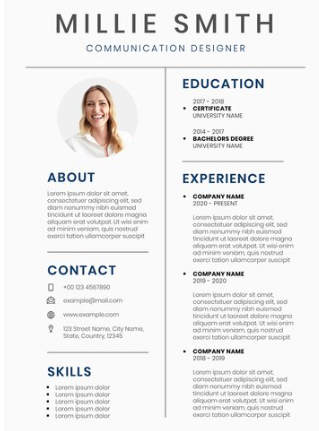 MILLIE SMITH
COMMUNICATION DESIGNER
ABOUT
Lorem ipsum dolor sit amet,
consectetuer adipiscing elit, sed
diam nonummy nibh euismod
tincidunt ut laoreet dolore magna
aliquam erat volutpat. Ut wisi enim
ad minim veniam, quis nostrud
exerci tation ullamcorper suscipit
CONTACT
+00 123 4567890
example@mail.com
www.example.com
123 Street Name, City Name,
State, Country, 12345
SKILLS
Lorem ipsum dolor
Lorem ipsum dolor
Lorem ipsum dolor
Lorem ipsum dolor
Lorem ipsum dolor
EDUCATION
2017 - 2018
CERTIFICATE
UNIVERSITY NAME
2014 - 2017
BACHELORS DEGREE
UNIVERSITY NAME
EXPERIENCE
COMPANY NAME
2020 - PRESENT
Lorem ipsum dolor sit amet,
consectetuer adipiscing elit, sed
diam nonummy nibh euismod
tincidunt ut laoreet dolore magna
aliquam erat volutpat. Ut wisi enim
ad minim veniam, quis nostrud
exerci tation ullamcorper suscipit
COMPANY NAME
2019 - 2020
Lorem ipsum dolor sit amet,
consectetuer adipiscing elit, sed
diam nonummy nibh euismod
tincidunt ut laoreet dolore magna
aliquam erat volutpat. Ut wisi enim
ad minim veniam, quis nostrud
exerci tation ullamcorper suscipit
COMPANY NAME
2018 - 2019
Lorem ipsum dolor sit amet,
consectetuer adipiscing elit, sed
diam nonummy nibh euismod
tincidunt ut laoreet dolore magna
aliquam erat volutpat. Ut wisi enim
ad minim veniam, quis nostrud
exerci tation ullamcorper suscipit